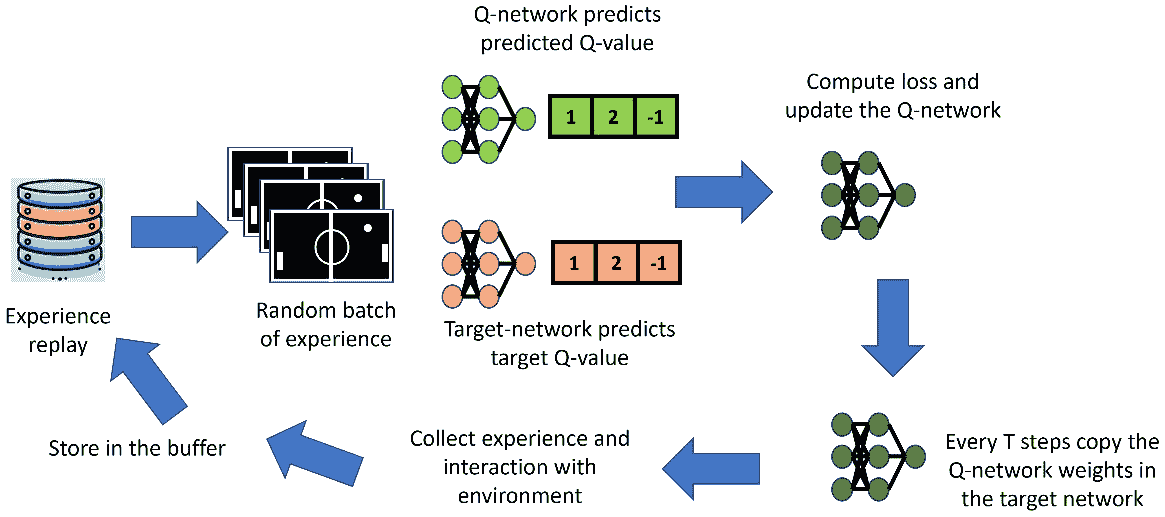 Q-network predicts
predicted Q-value
1 2 -1
Compute loss and
update the Q-network
Experience
replay
Random batch
of experience
1 2 -1
Target-network predicts
target Q-value
Every T steps copy the
Q-network weights in
the target network
Collect experience and
interaction with
environment
Store in the buffer